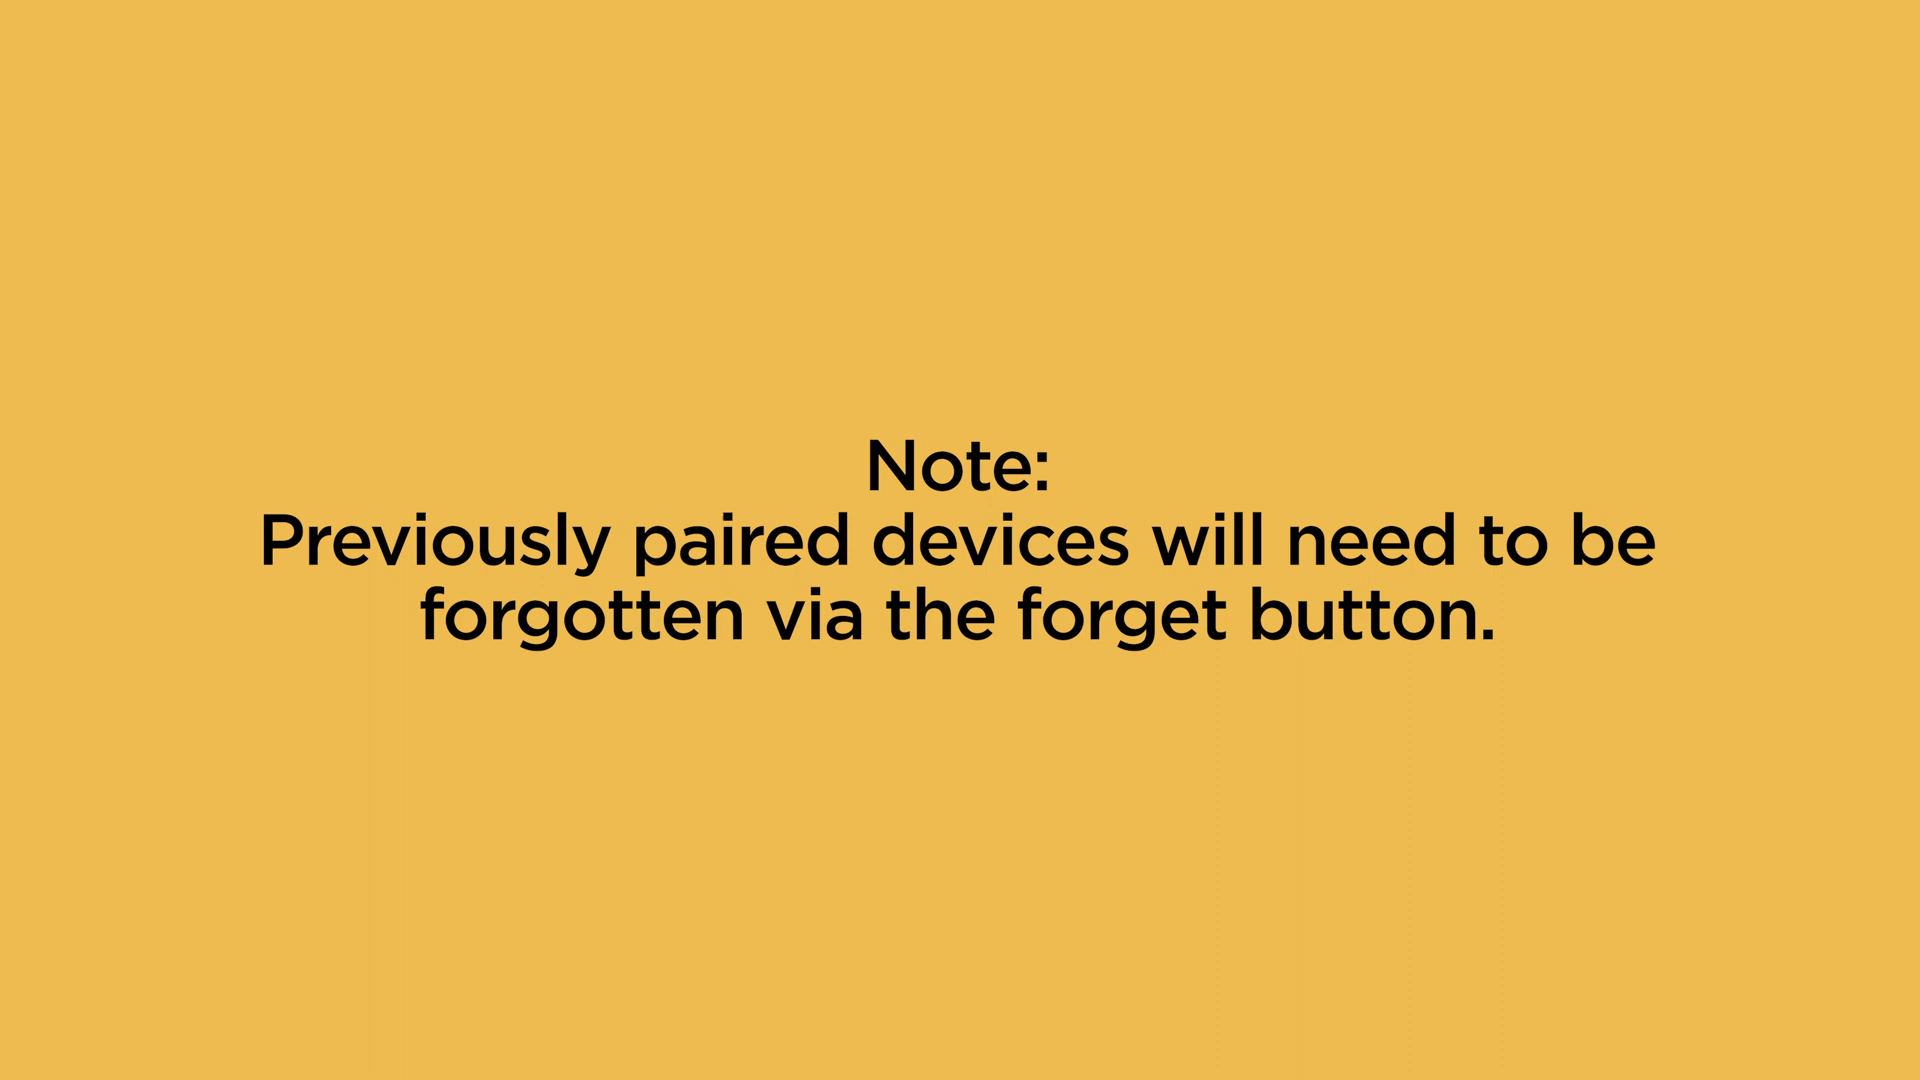 Note:
Previously paired devices will need to be
forgotten via the forget button.